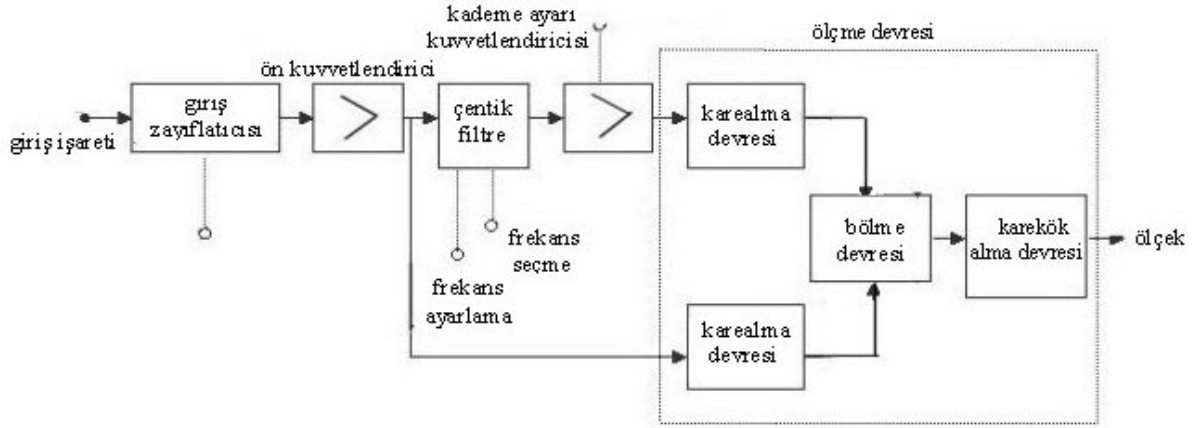 kademe ayarı
kuvvetlendiricisi
ölçme devresi
ön kuvvetlendirici
giriş
zayıflatıcısı
giriş işareti
çentik
filtre
karealma
devresi
frekans
seçme
frekans
ayarlama
bölme
devresi
karekök
alma devresi
ölçek
karealma
devresi